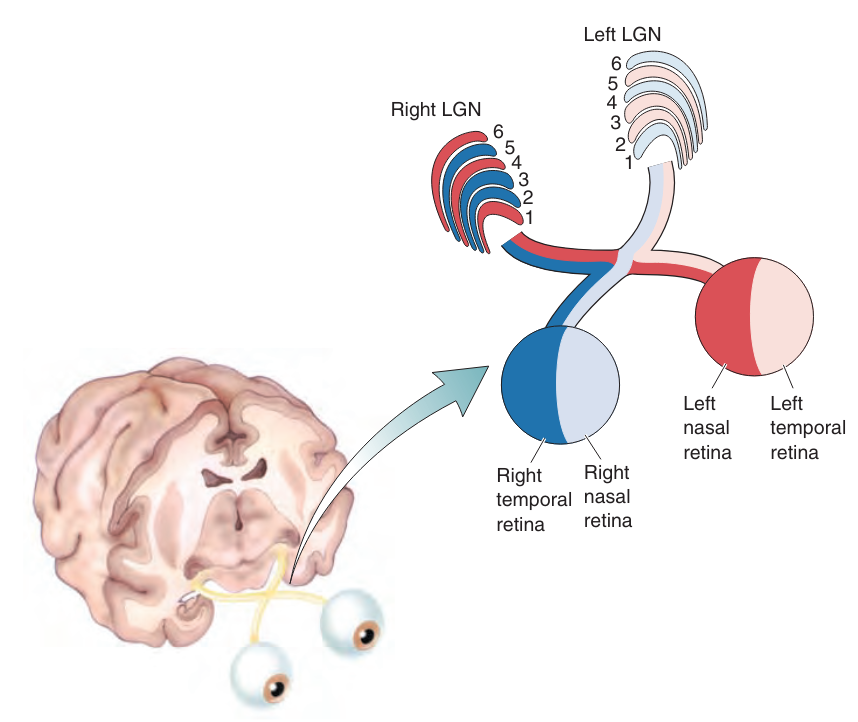 Left LGN
6
5
4
3
2
1
Right LGN
6
5
4
3
2
1
Left
nasal
retina
Left
temporal
retina
Right
temporal
retina
Right
nasal
retina